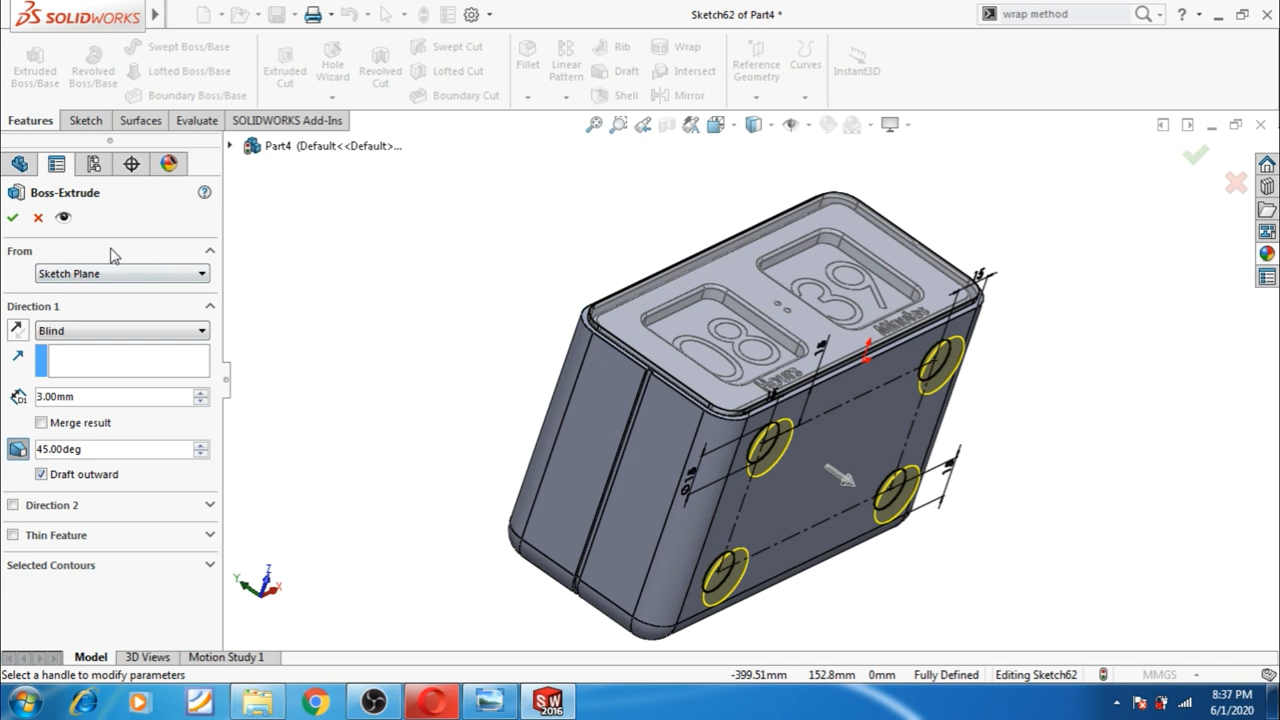 SOLIDWORKS
Sketch62 of Part4 *
wrap method
Extruded Boss/Base
Revolved Boss/Base
Swept Boss/Base
Lofted Boss/Base
Boundary Boss/Base
Extruded Cut
Hole Wizard
Revolved Cut
Swept Cut
Lofted Cut
Boundary Cut
Fillet
Linear Pattern
Rib
Draft
Shell
Wrap
Intersect
Mirror
Reference Geometry
Curves
Instant3D
Features
Sketch
Surfaces
Evaluate
SOLIDWORKS Add-Ins
Part4 (Default<<Default>...
Boss-Extrude
From
Sketch Plane
Direction 1
Blind
3.00mm
Merge result
45.00deg
Draft outward
Direction 2
Thin Feature
Selected Contours
08
39
Hours
Minutes
15
Y
Z
X
Model
3D Views
Motion Study 1
Select a handle to modify parameters
-399.51mm
152.8mm
0mm
Fully Defined
Editing Sketch62
MMGS
SW
2016
8:37 PM
6/1/2020